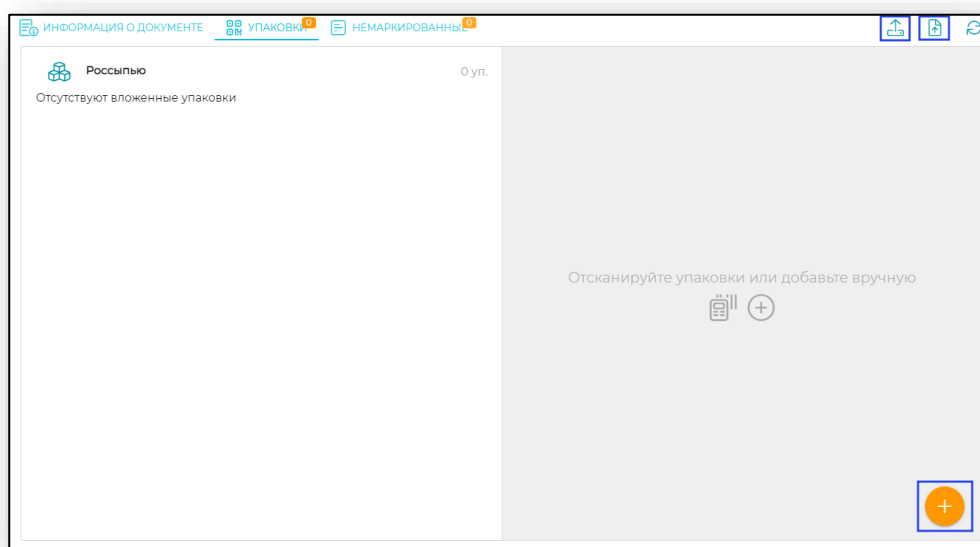 ИНФОРМАЦИЯ О ДОКУМЕНТЕ УПАКОВКИ 0 НЕМАРКИРОВАННЫЕ 0
Россыпью 0 уп.
Отсутствуют вложенные упаковки
Отсканируйте упаковки или добавьте вручную